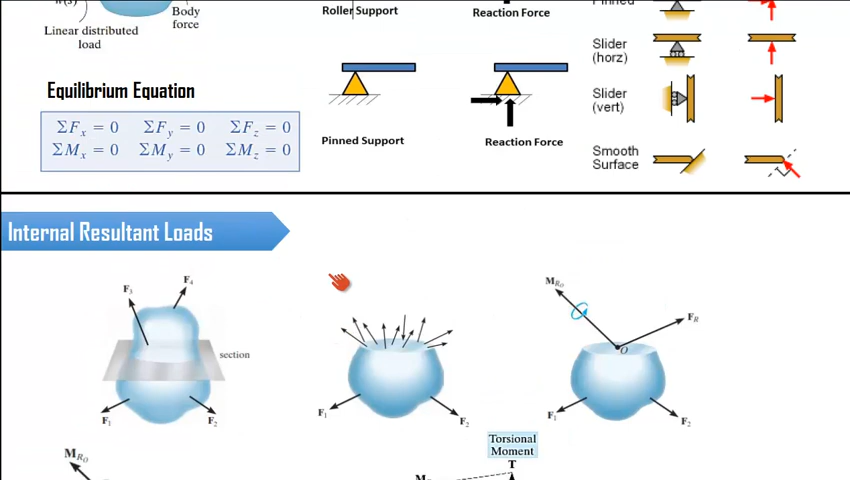 Body
force
Linear distributed
load
Roller Support
Reaction Force
Slider
(horz)
Slider
(vert)
Smooth
Surface
Equilibrium Equation
ΣFx = 0 ΣFy = 0 ΣFz = 0
ΣMx = 0 ΣMy = 0 ΣMz = 0
Pinned Support
Reaction Force
Internal Resultant Loads
F3
F4
section
F1
F2
F1
F2
MRO
FR
O
F1
F2
MRO
Torsional
Moment
T